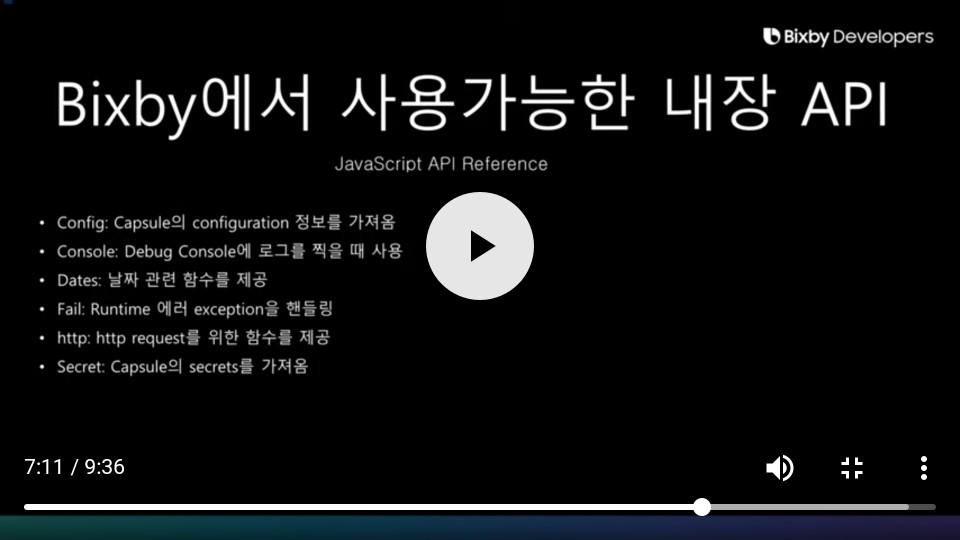 Bixby Developers
Bixby에서 사용가능한 내장 API
JavaScript API Reference
• Config: Capsule의 configuration 정보를 가져옴
• Console: Debug Console에 로그를 찍을 때 사용
• Dates: 날짜 관련 함수를 제공
• Fail: Runtime 에러 exception을 핸들링
• http: http request를 위한 함수를 제공
• Secret: Capsule의 secrets를 가져옴
7:11 / 9:36